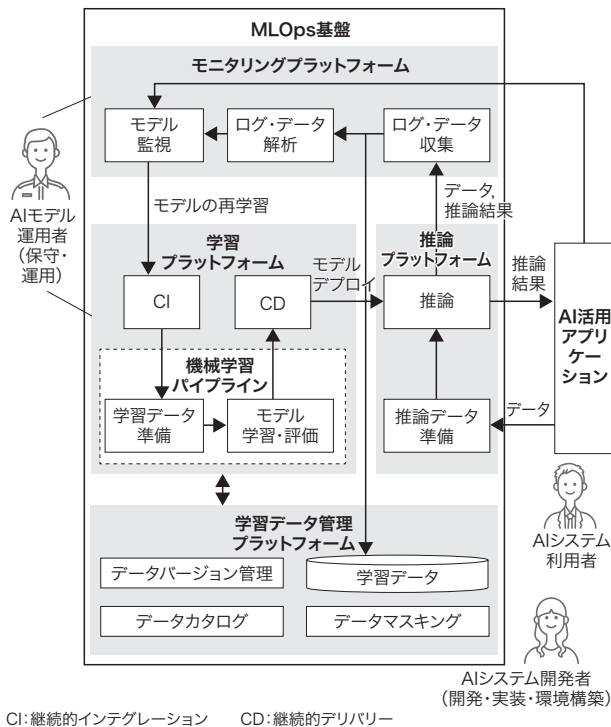 MLOps基盤
モニタリングプラットフォーム
モデル
監視
ログ・データ
解析
ログ・データ
収集
AIモデル
運用者
(保守・
運用)
モデルの再学習
データ,
推論結果
学習
プラットフォーム
モデル
デプロイ
推論
プラットフォーム
推論
結果
CI
CD
推論
AI活用
アプリ
ケー
ション
機械学習
パイプライン
学習データ
準備
モデル
学習・評価
推論データ
準備
データ
学習データ管理
プラットフォーム
データバージョン管理
学習データ
データカタログ
データマスキング
AIシステム
利用者
AIシステム開発者
(開発・実装・環境構築)
CI:継続的インテグレーション CD:継続的デリバリー